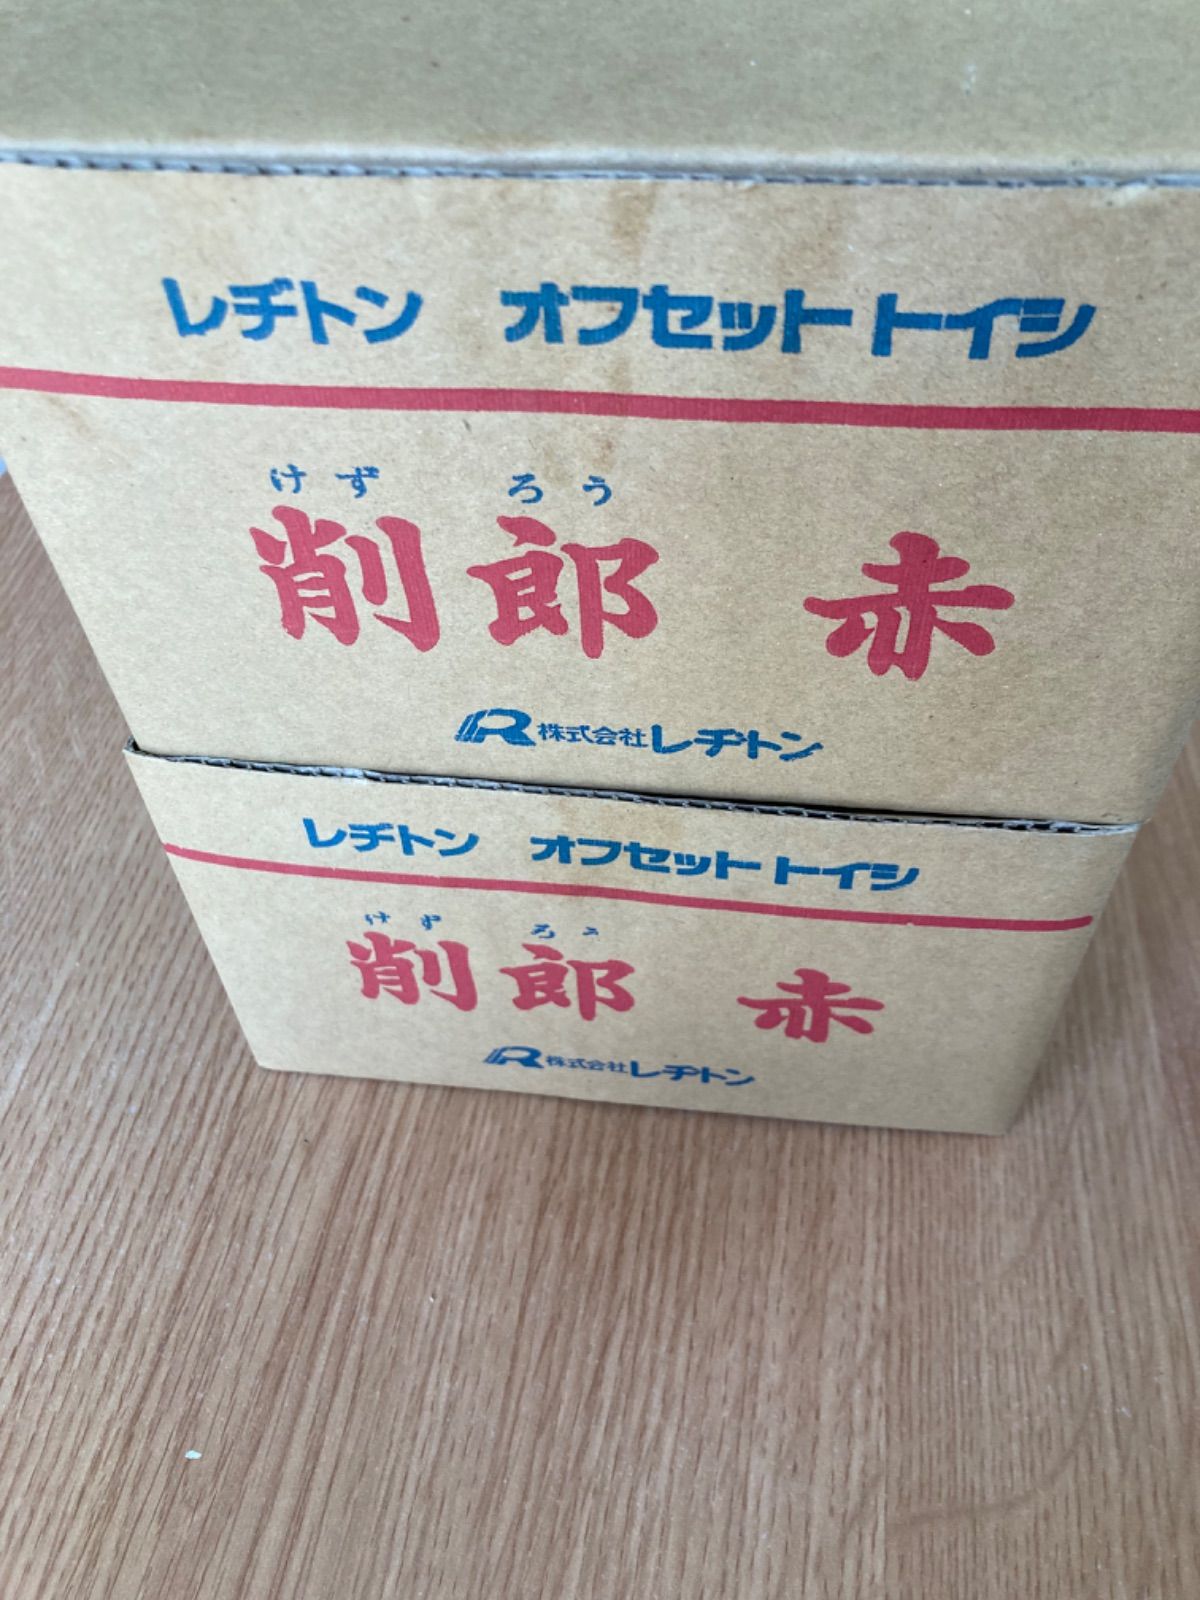 レヂトン オフセットトイシ
けず ろう
削郎 赤
R 株式会社レヂトン
レヂトン オフセットトイシ
けず ろう
削郎 赤
R 株式会社レヂトン